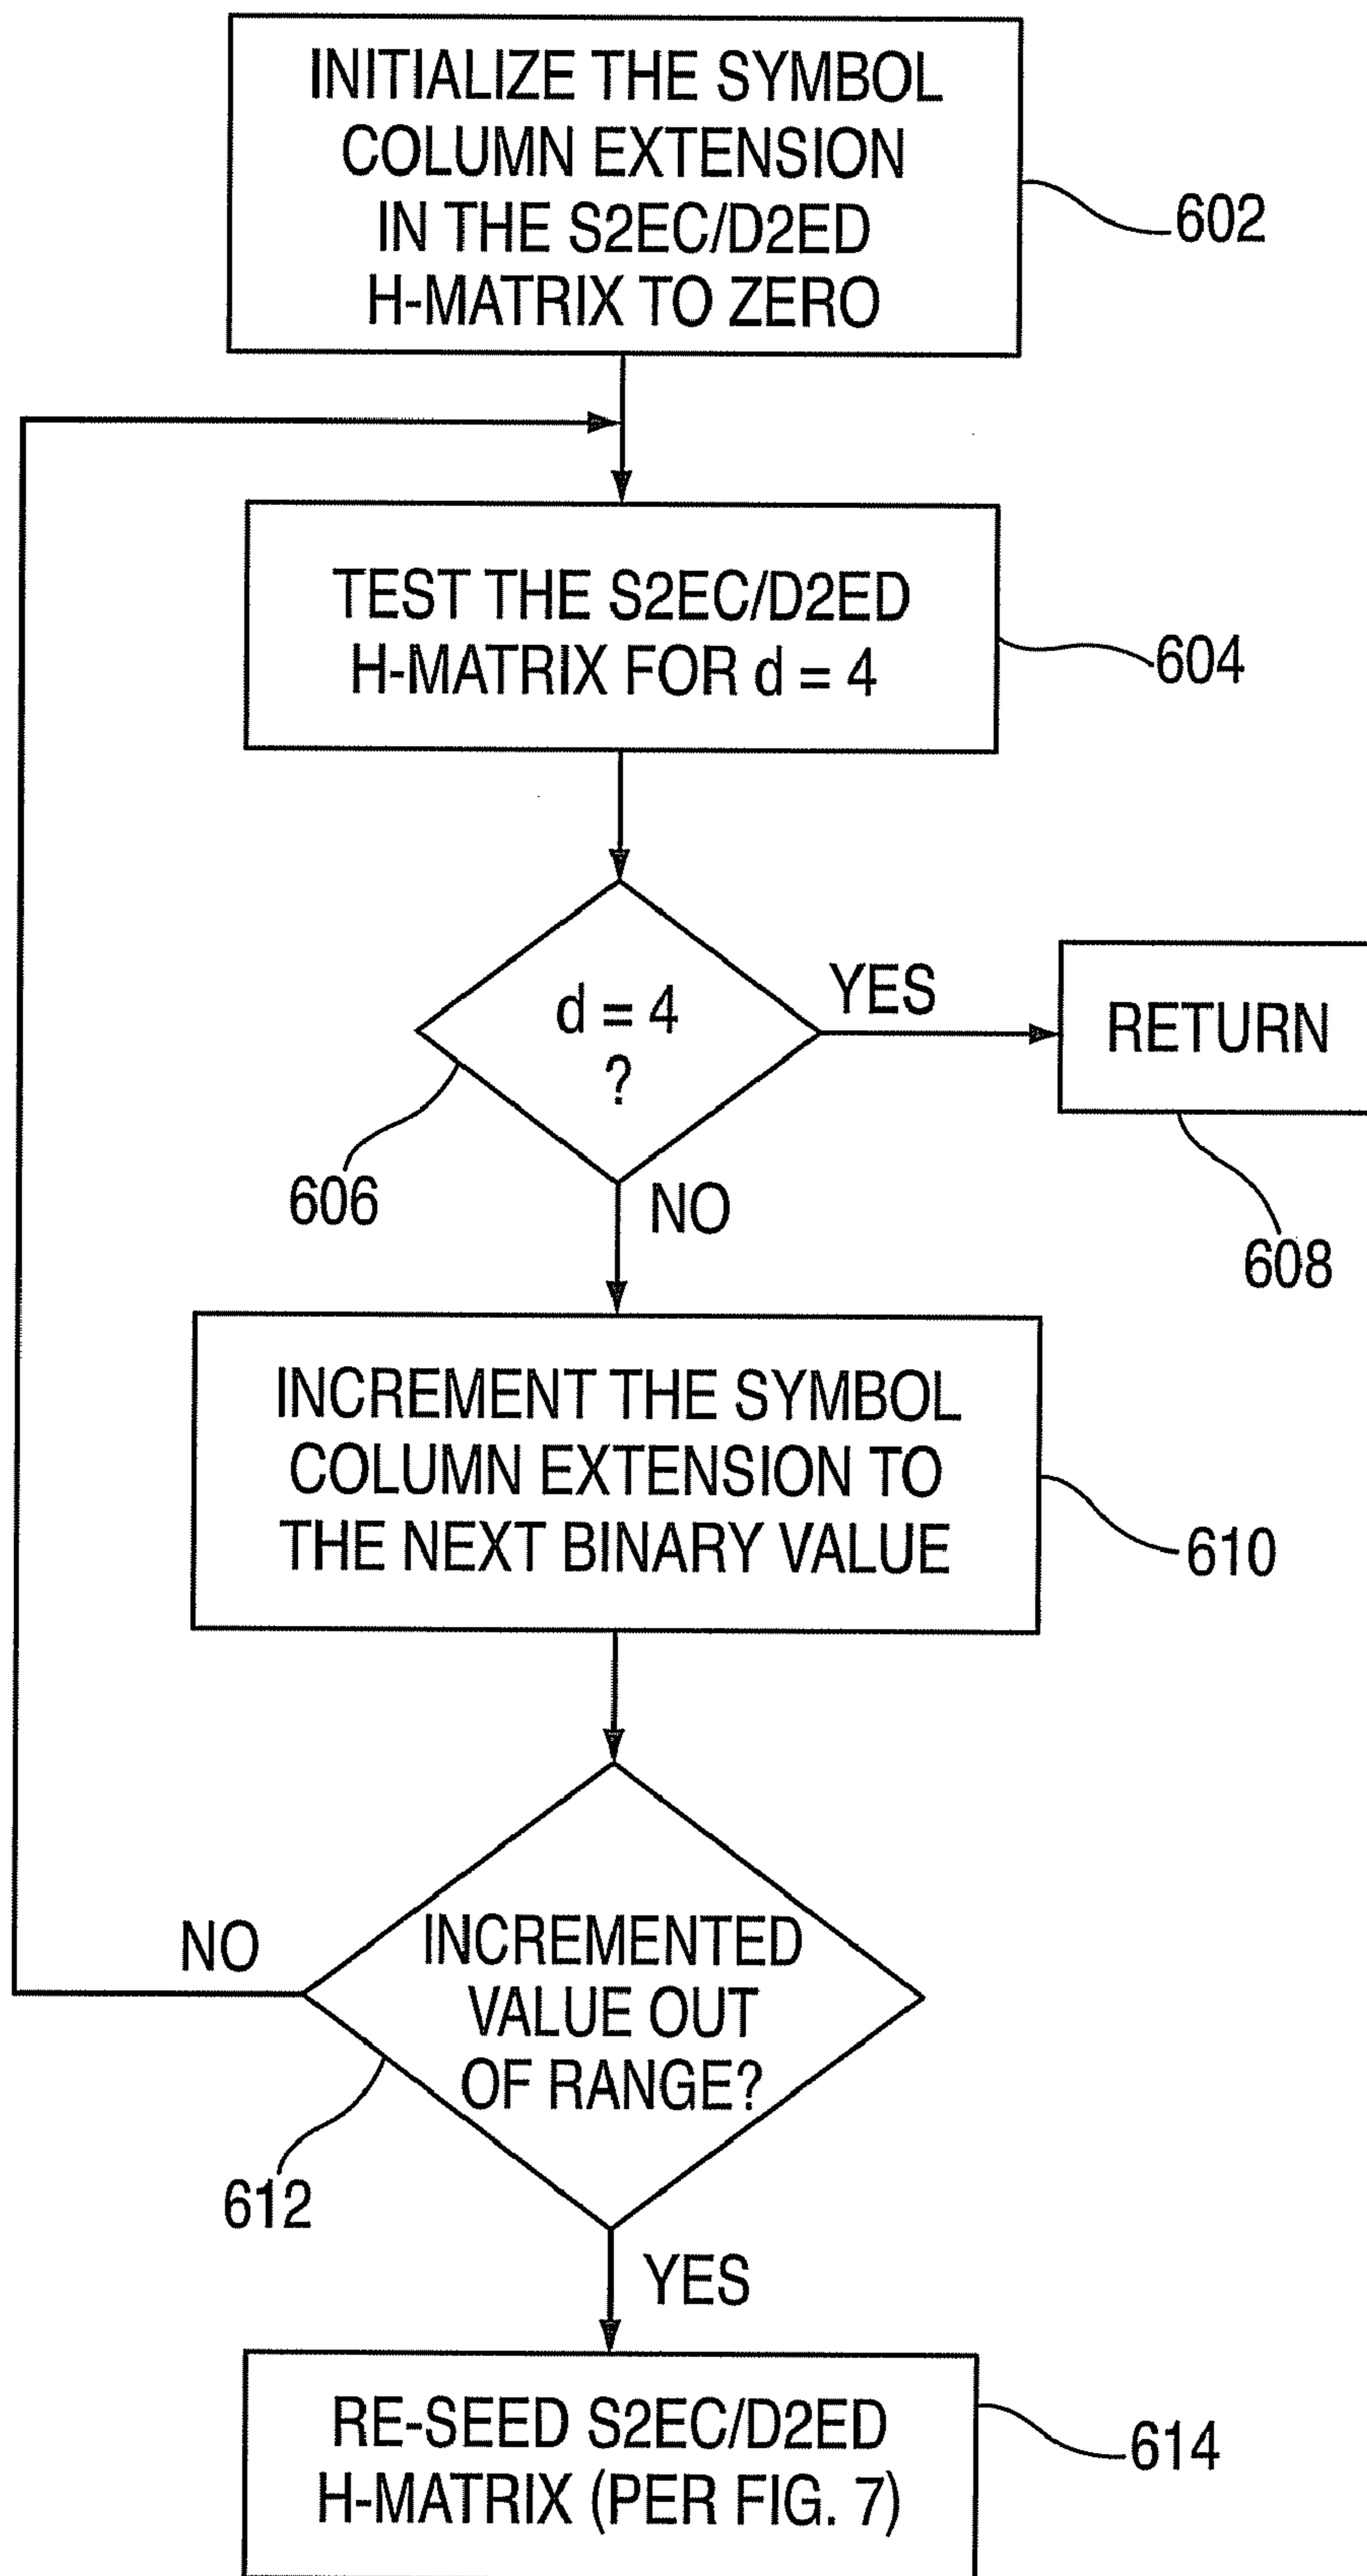 INITIALIZE THE SYMBOL
COLUMN EXTENSION
IN THE S2EC/D2ED
H-MATRIX TO ZERO
602
TEST THE S2EC/D2ED
H-MATRIX FOR d = 4
604
d = 4
?
YES
RETURN
606
NO
608
INCREMENT THE SYMBOL
COLUMN EXTENSION TO
THE NEXT BINARY VALUE
610
NO
INCREMENTED
VALUE OUT
OF RANGE?
612
YES
RE-SEED S2EC/D2ED
H-MATRIX (PER FIG. 7)
614